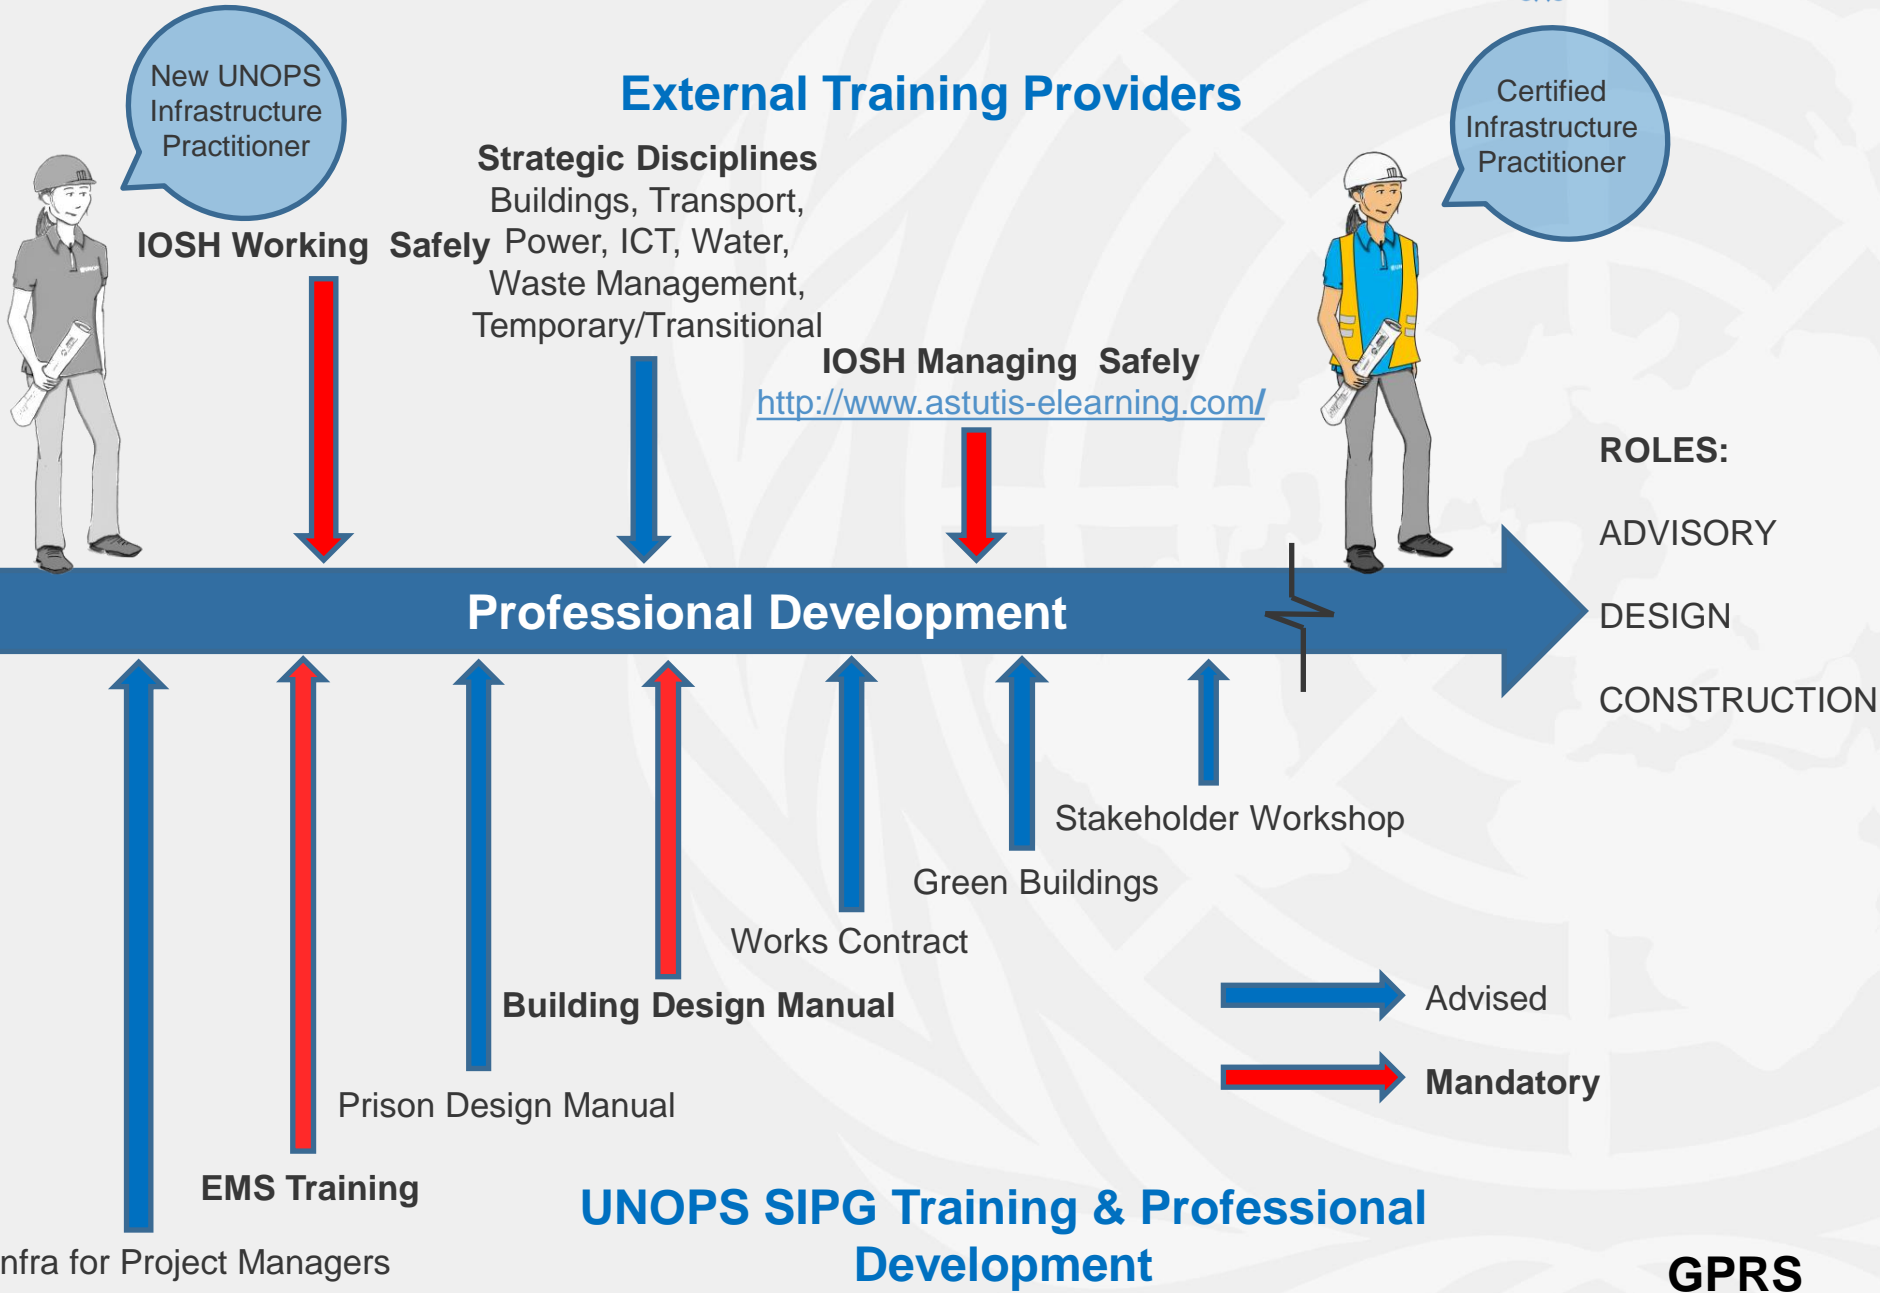 New UNOPS
Infrastructure
Practitioner
External Training Providers
Certified
Infrastructure
Practitioner
Strategic Disciplines
Buildings, Transport,
Power, ICT, Water,
Waste Management,
Temporary/Transitional
IOSH Working Safely
IOSH Managing Safely
http://www.astutis-elearning.com/
ROLES:
ADVISORY
DESIGN
CONSTRUCTION
Professional Development
Stakeholder Workshop
Green Buildings
Works Contract
Building Design Manual
Prison Design Manual
EMS Training
nfra for Project Managers
Advised
Mandatory
UNOPS SIPG Training & Professional
Development
GPRS